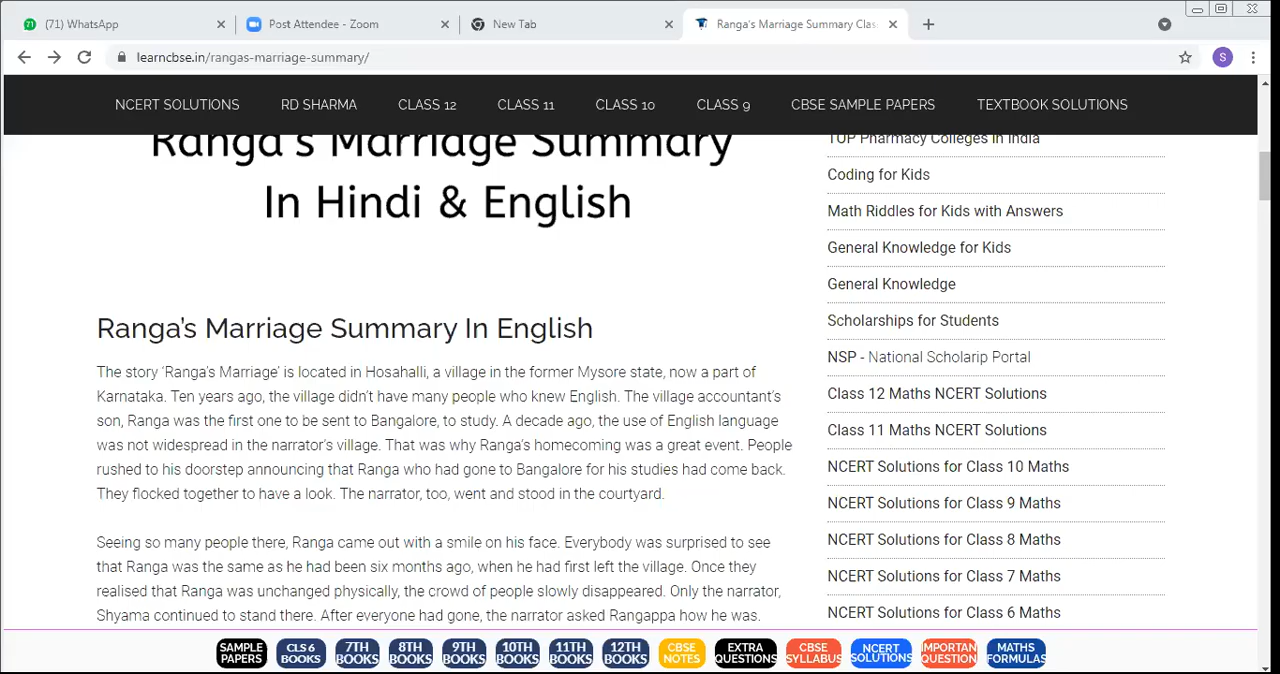 (71) WhatsApp
Post Attendee - Zoom
New Tab
Ranga's Marriage Summary Clas
learncbse.in/rangas-marriage-summary/
S
NCERT SOLUTIONS RD SHARMA CLASS 12 CLASS 11 CLASS 10 CLASS 9 CBSE SAMPLE PAPERS TEXTBOOK SOLUTIONS
Ranga's Marriage Summary
In Hindi & English
Ranga's Marriage Summary In English
The story 'Ranga's Marriage' is located in Hosahalli, a village in the former Mysore state, now a part of
Karnataka. Ten years ago, the village didn't have many people who knew English. The village accountant's
son, Ranga was the first one to be sent to Bangalore, to study. A decade ago, the use of English language
was not widespread in the narrator's village. That was why Ranga's homecoming was a great event. People
rushed to his doorstep announcing that Ranga who had gone to Bangalore for his studies had come back.
They flocked together to have a look. The narrator, too, went and stood in the courtyard.
Seeing so many people there, Ranga came out with a smile on his face. Everybody was surprised to see
that Ranga was the same as he had been six months ago, when he had first left the village. Once they
realised that Ranga was unchanged physically, the crowd of people slowly disappeared. Only the narrator,
Shyama continued to stand there. After everyone had gone, the narrator asked Rangappa how he was.
TOP Pharmacy Colleges in India
Coding for Kids
Math Riddles for Kids with Answers
General Knowledge for Kids
General Knowledge
Scholarships for Students
NSP - National Scholarip Portal
Class 12 Maths NCERT Solutions
Class 11 Maths NCERT Solutions
NCERT Solutions for Class 10 Maths
NCERT Solutions for Class 9 Maths
NCERT Solutions for Class 8 Maths
NCERT Solutions for Class 7 Maths
NCERT Solutions for Class 6 Maths
SAMPLE
PAPERS
CLS 6
BOOKS
7TH
BOOKS
8TH
BOOKS
9TH
BOOKS
10TH
BOOKS
11TH
BOOKS
12TH
BOOKS
CBSE
NOTES
EXTRA
QUESTIONS
CBSE
SYLLABUS
NCERT
SOLUTIONS
IMPORTAN
QUESTION
MATHS
FORMULAS